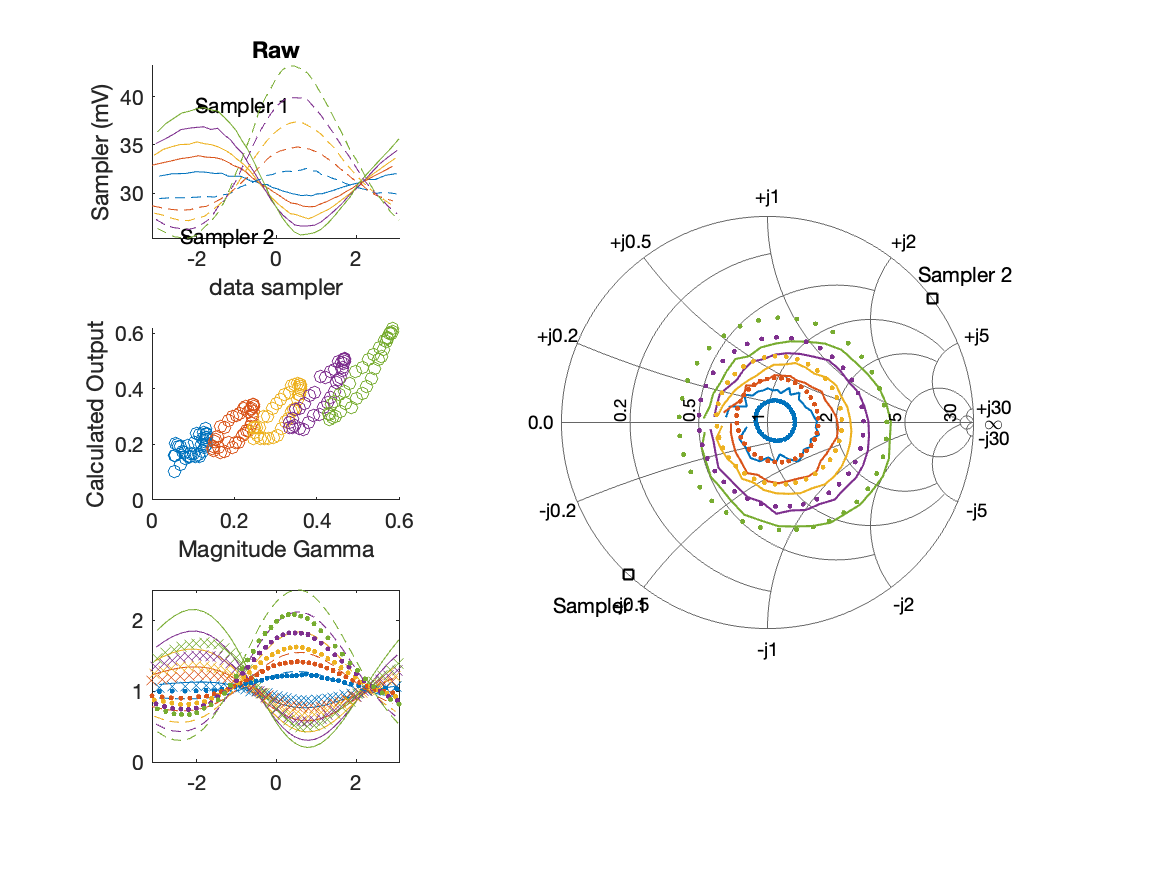 Raw
Sampler (mV)
40
35
30
Sampler 1
Sampler 2
-2 0 2
data sampler
Calculated Output
0.6
0.4
0.2
0
0 0.2 0.4 0.6
Magnitude Gamma
2
1
0
-2 0 2
+j1
+j0.5
+j2
Sampler 2
+j0.2
+j5
0.0
0.2
0.5
1
2
5
30
+j30
∞
-j30
-j0.2
-j5
Sampler 1
-j0.5
-j2
-j1